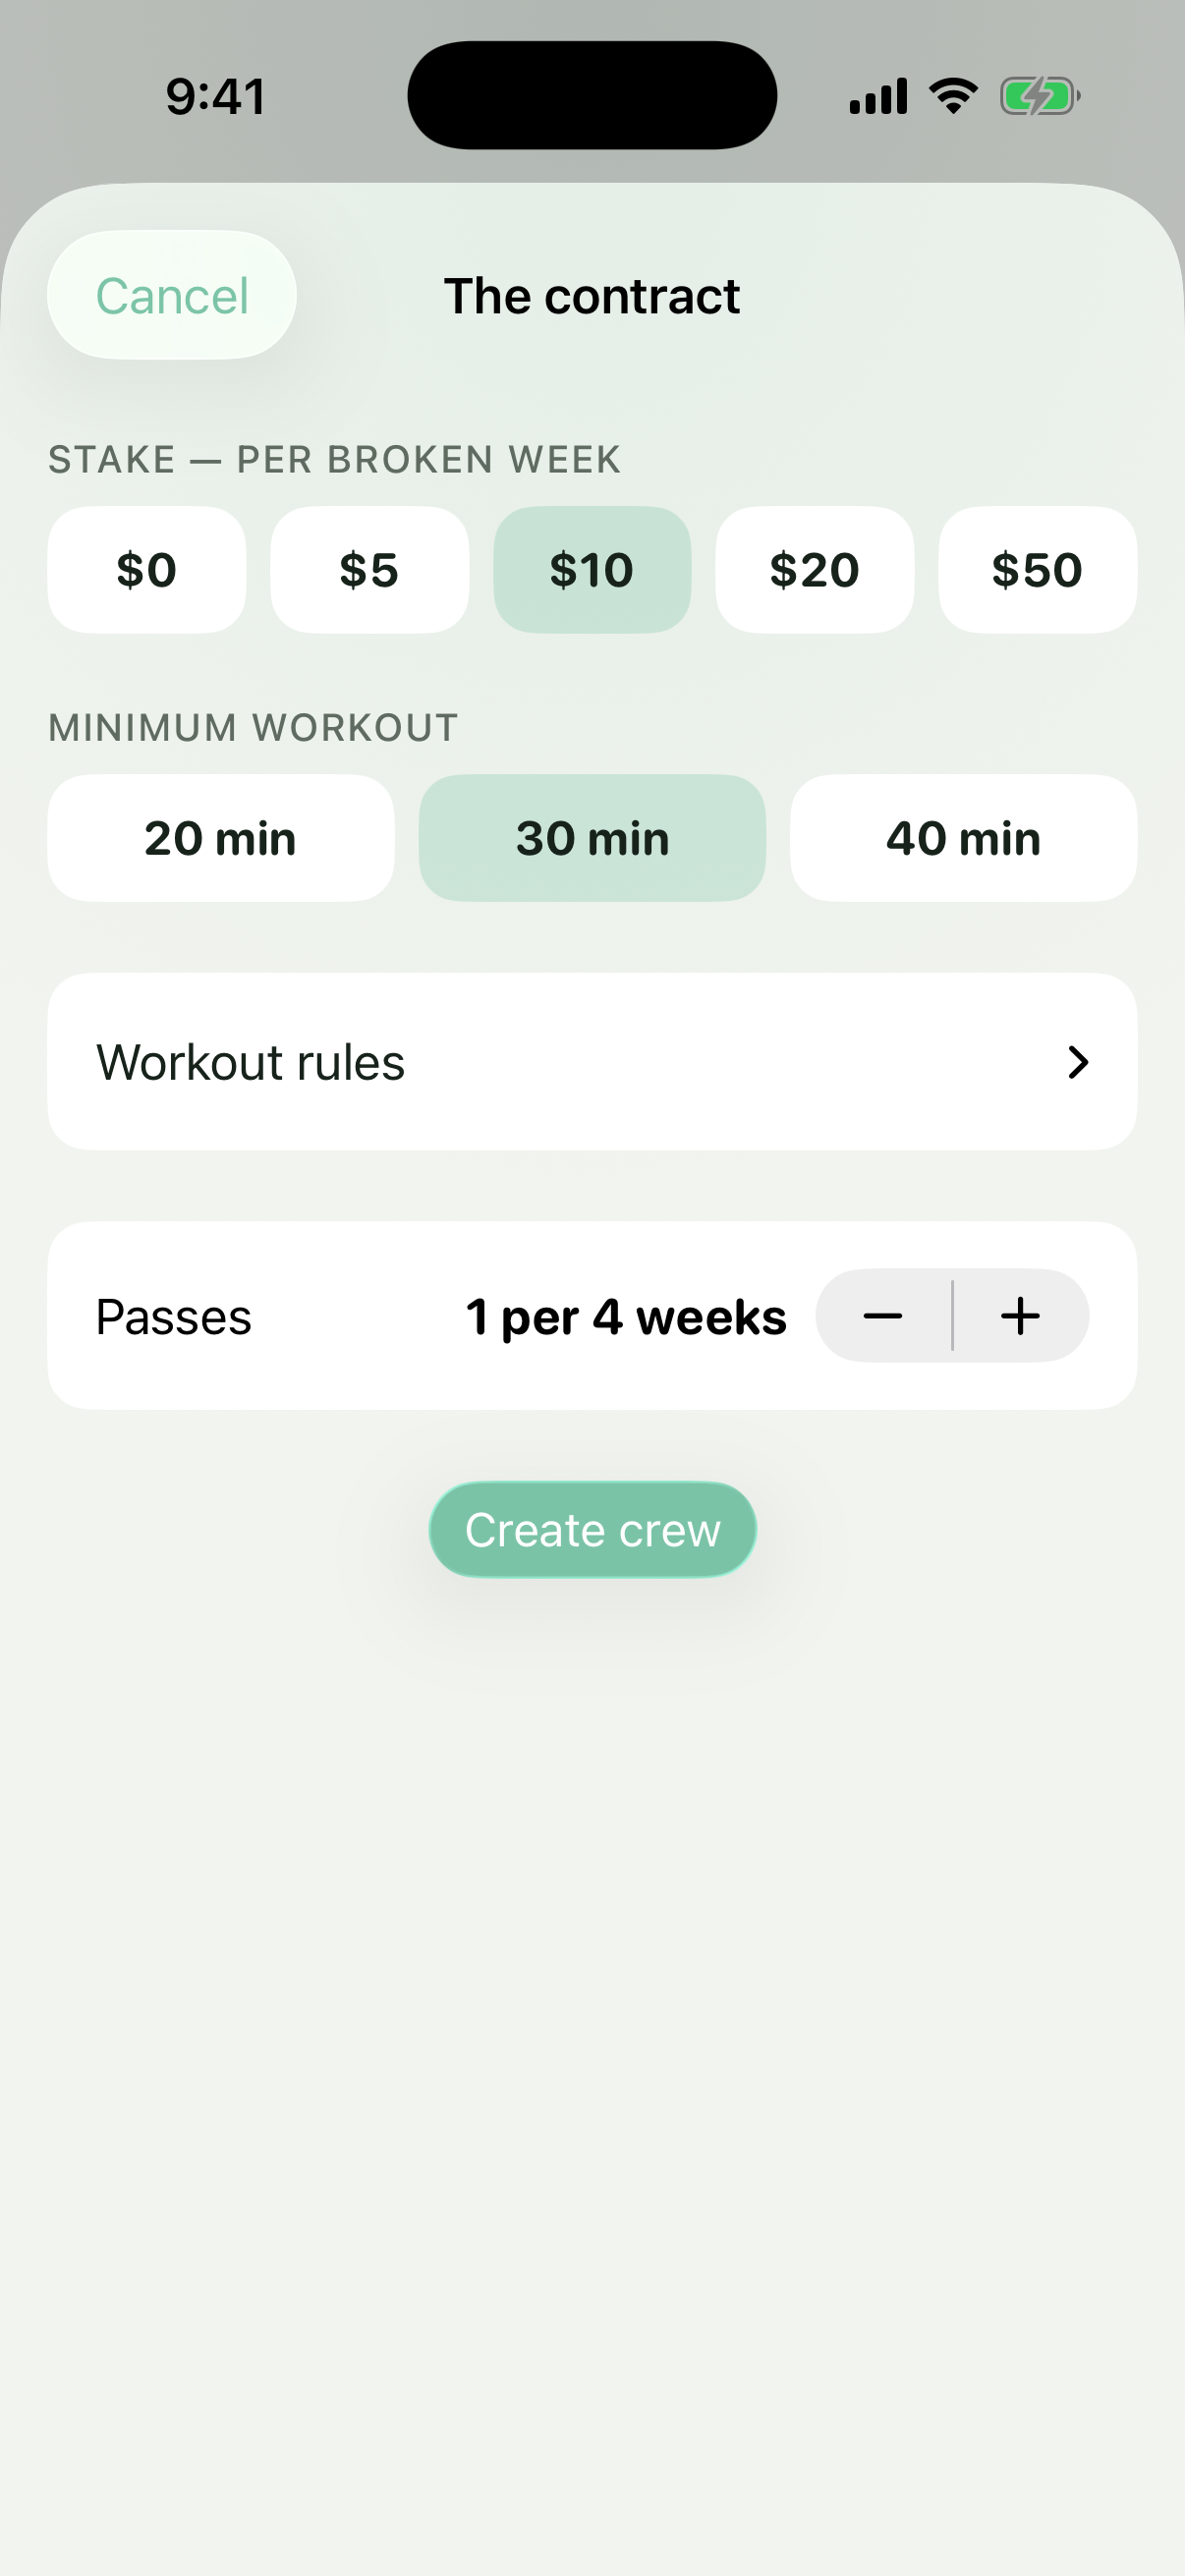 9:41
Cancel
The contract
STAKE — PER BROKEN WEEK
$0 $5 $10 $20 $50
MINIMUM WORKOUT
20 min 30 min 40 min
Workout rules
Passes 1 per 4 weeks
Create crew